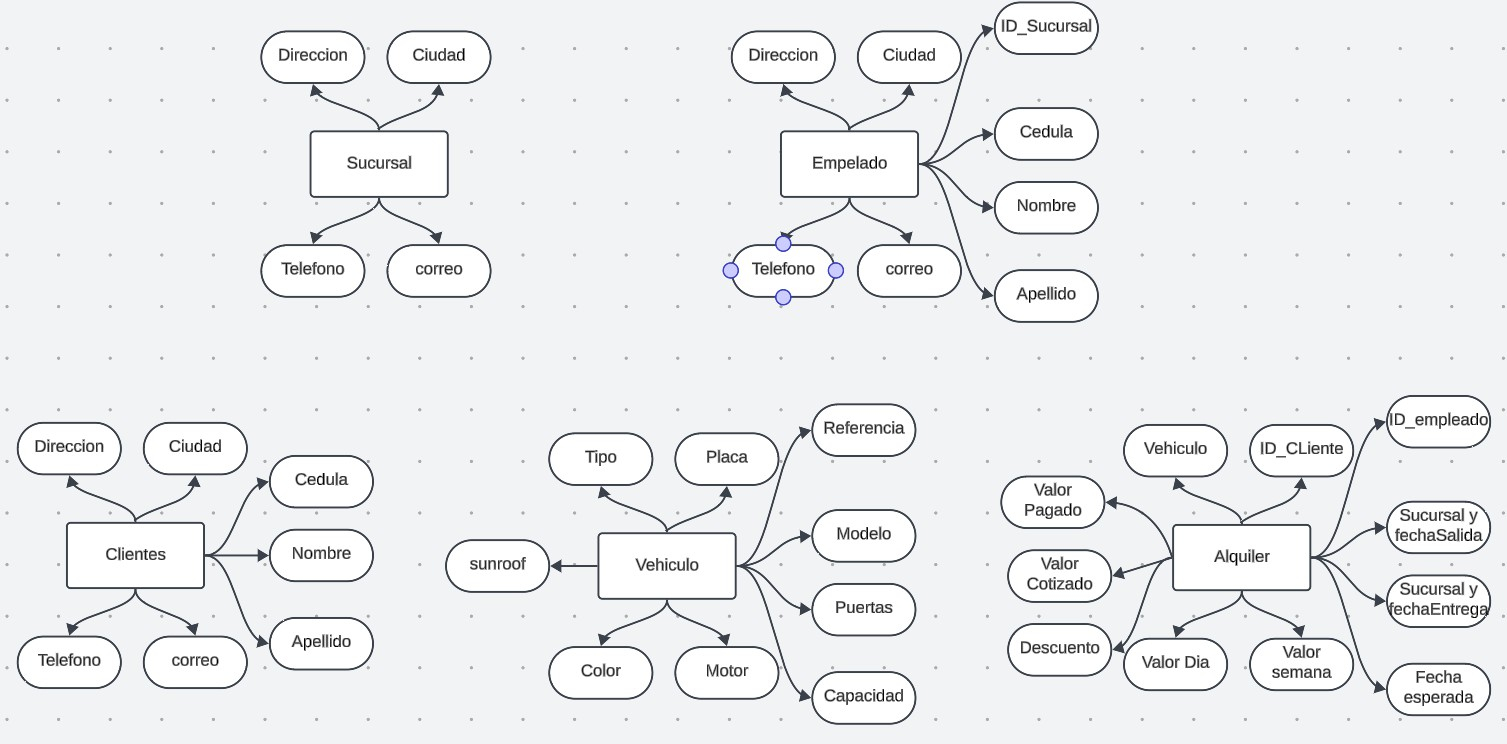 Direccion
Ciudad
Sucursal
Telefono
correo
Direccion
Ciudad
ID_Sucursal
Empelado
Cedula
Nombre
Telefono
correo
Apellido
Direccion
Ciudad
Cedula
Clientes
Nombre
Telefono
correo
Apellido
Tipo
Placa
Referencia
sunroof
Vehiculo
Modelo
Puertas
Color
Motor
Capacidad
Vehiculo
ID_CLiente
ID_empleado
Valor
Pagado
Alquiler
Sucursal y
fechaSalida
Valor
Cotizado
Sucursal y
fechaEntrega
Descuento
Valor Dia
Valor
semana
Fecha
esperada